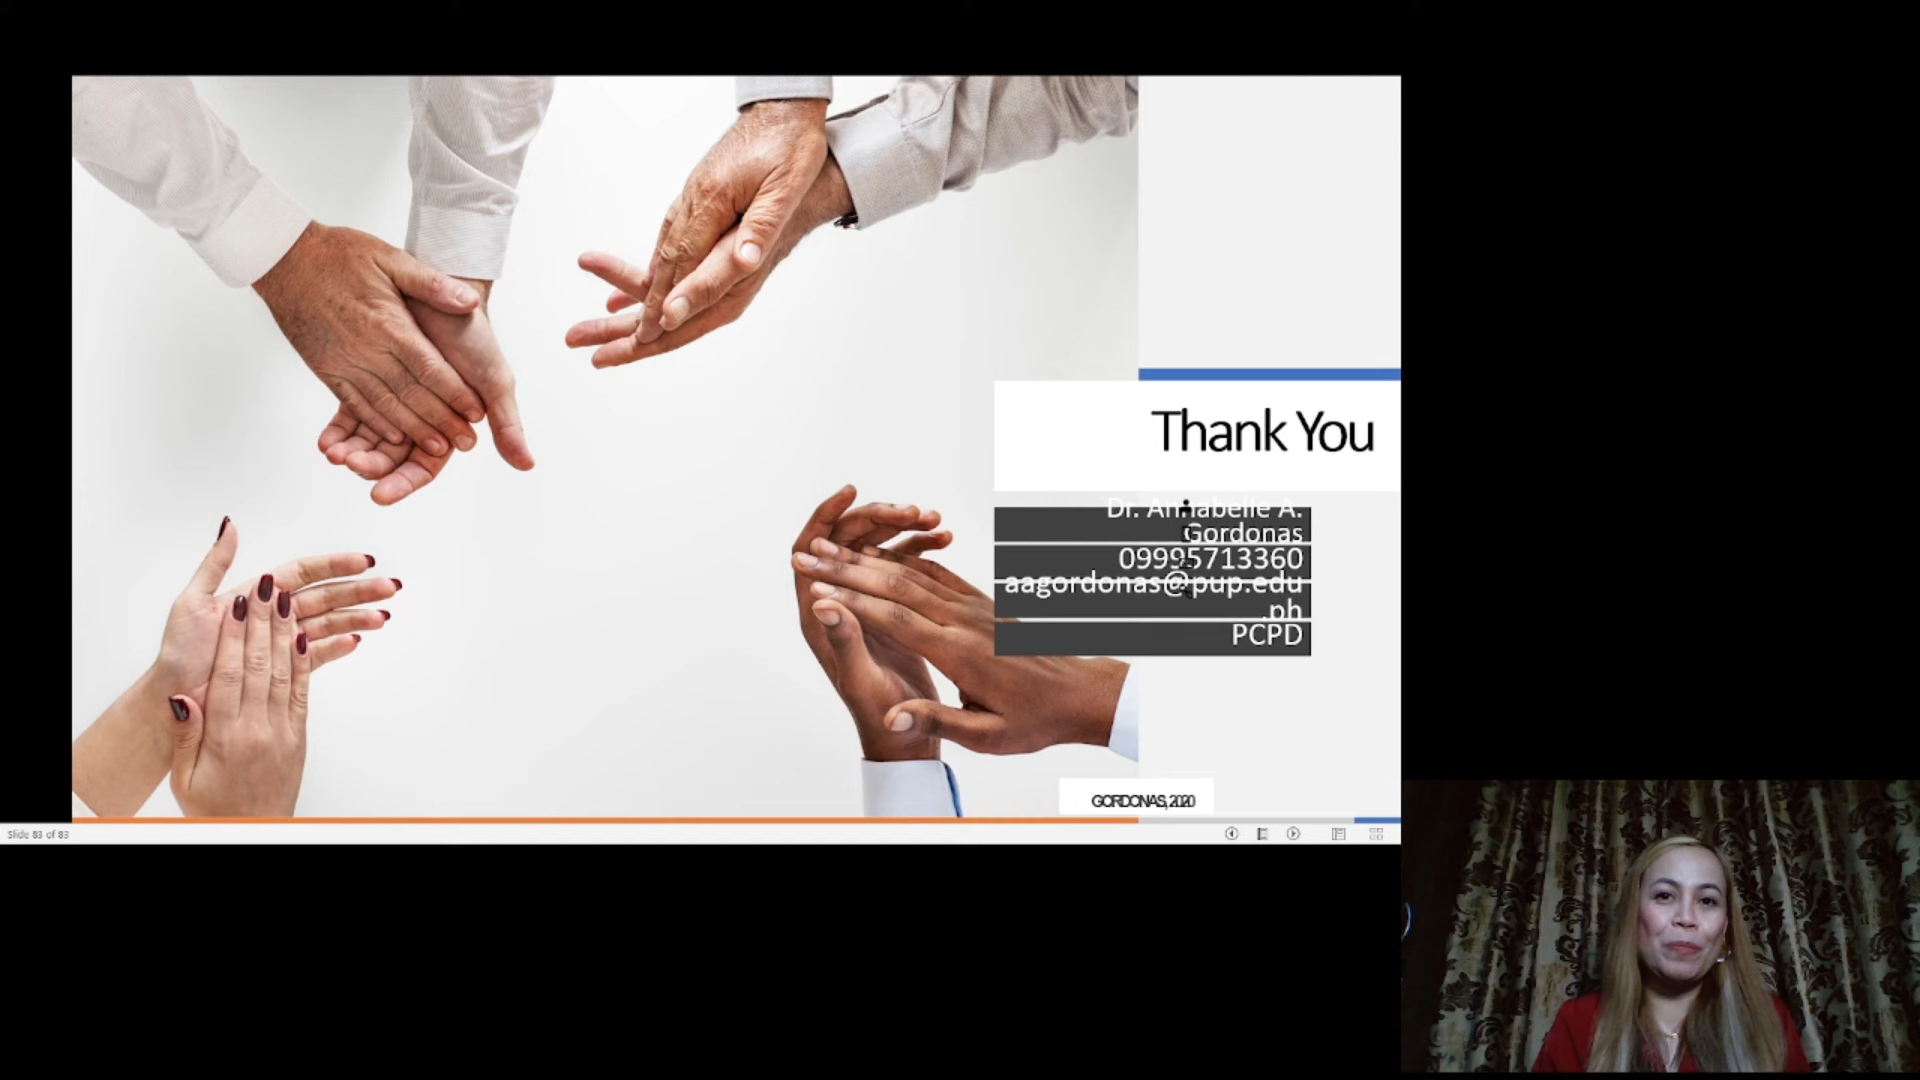 Thank You
Dr. Annabelle A.
Gordonas
09995713360
aagordonas@pup.edu
.ph
PCPD
GORDONAS, 2020
Slide 83 of 83